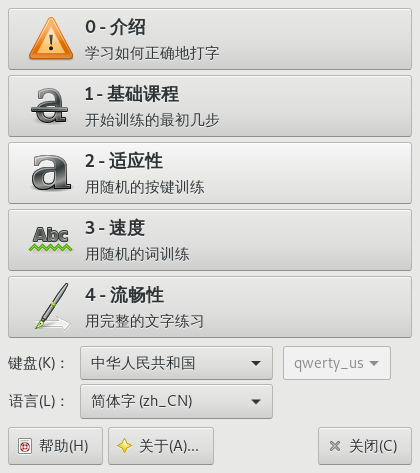 0 - 介绍
学习如何正确地打字
1 - 基础课程
开始训练的最初几步
2 - 适应性
用随机的按键训练
Abc
3 - 速度
用随机的词训练
4 - 流畅性
用完整的文字练习
键盘(K)： 中华人民共和国 qwerty_us
语言(L)： 简体字 (zh_CN)
帮助(H) 关于(A)... 关闭(C)